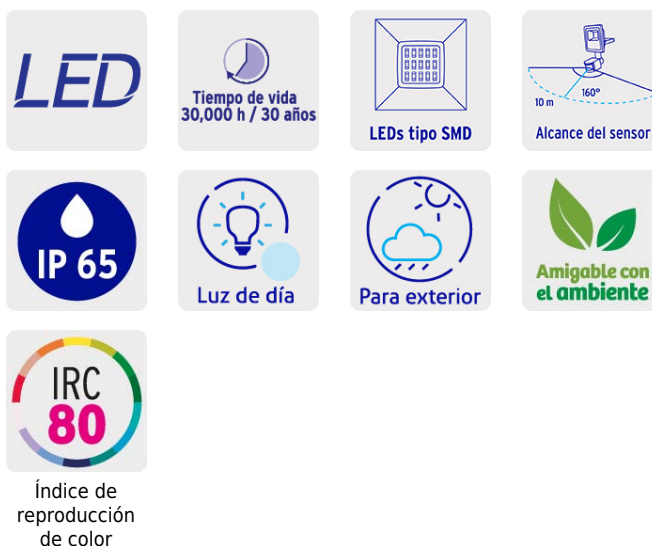 LED
Tiempo de vida
30,000 h / 30 años
LEDs tipo SMD
10 m
160°
Alcance del sensor
IP 65
Luz de día
Para exterior
Amigable con
el ambiente
IRC
80
Índice de
reproducción
de color